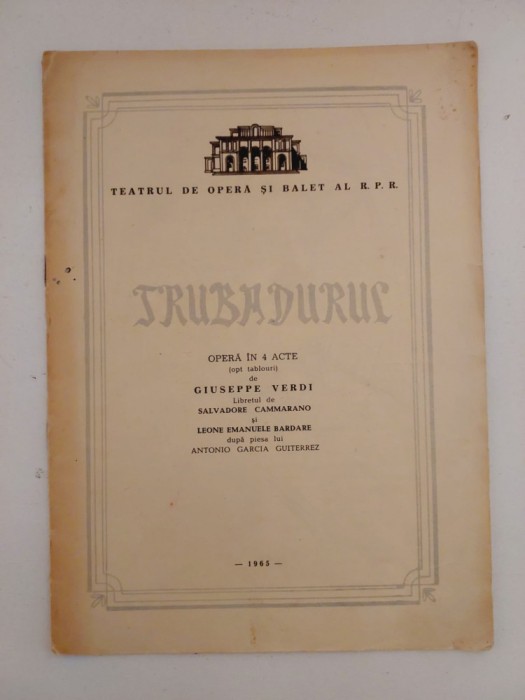 TEATRUL DE OPERĂ ȘI BALET AL R. P. R.
TRUBADURUL
OPERĂ ÎN 4 ACTE
(opt tablouri)
de
GIUSEPPE VERDI
Libretul de
SALVADORE CAMMARANO
și
LEONE EMANUELE BARDARE
după piesa lui
ANTONIO GARCIA GUITERREZ
— 1965 —